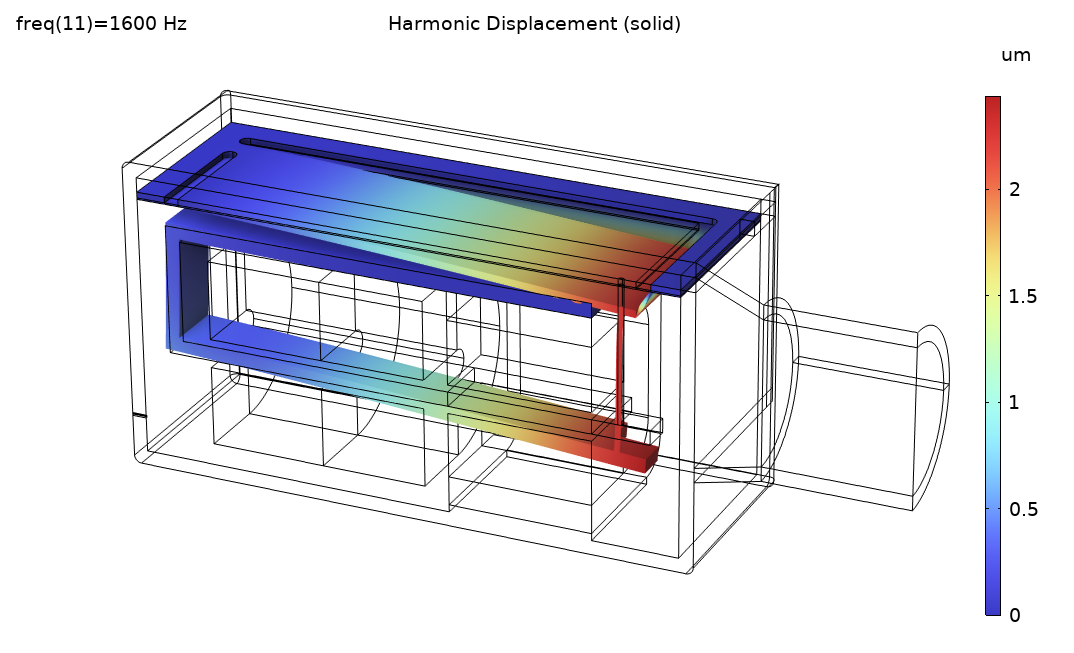 freq(11)=1600 Hz
Harmonic Displacement (solid)
um
2
1.5
1
0.5
0